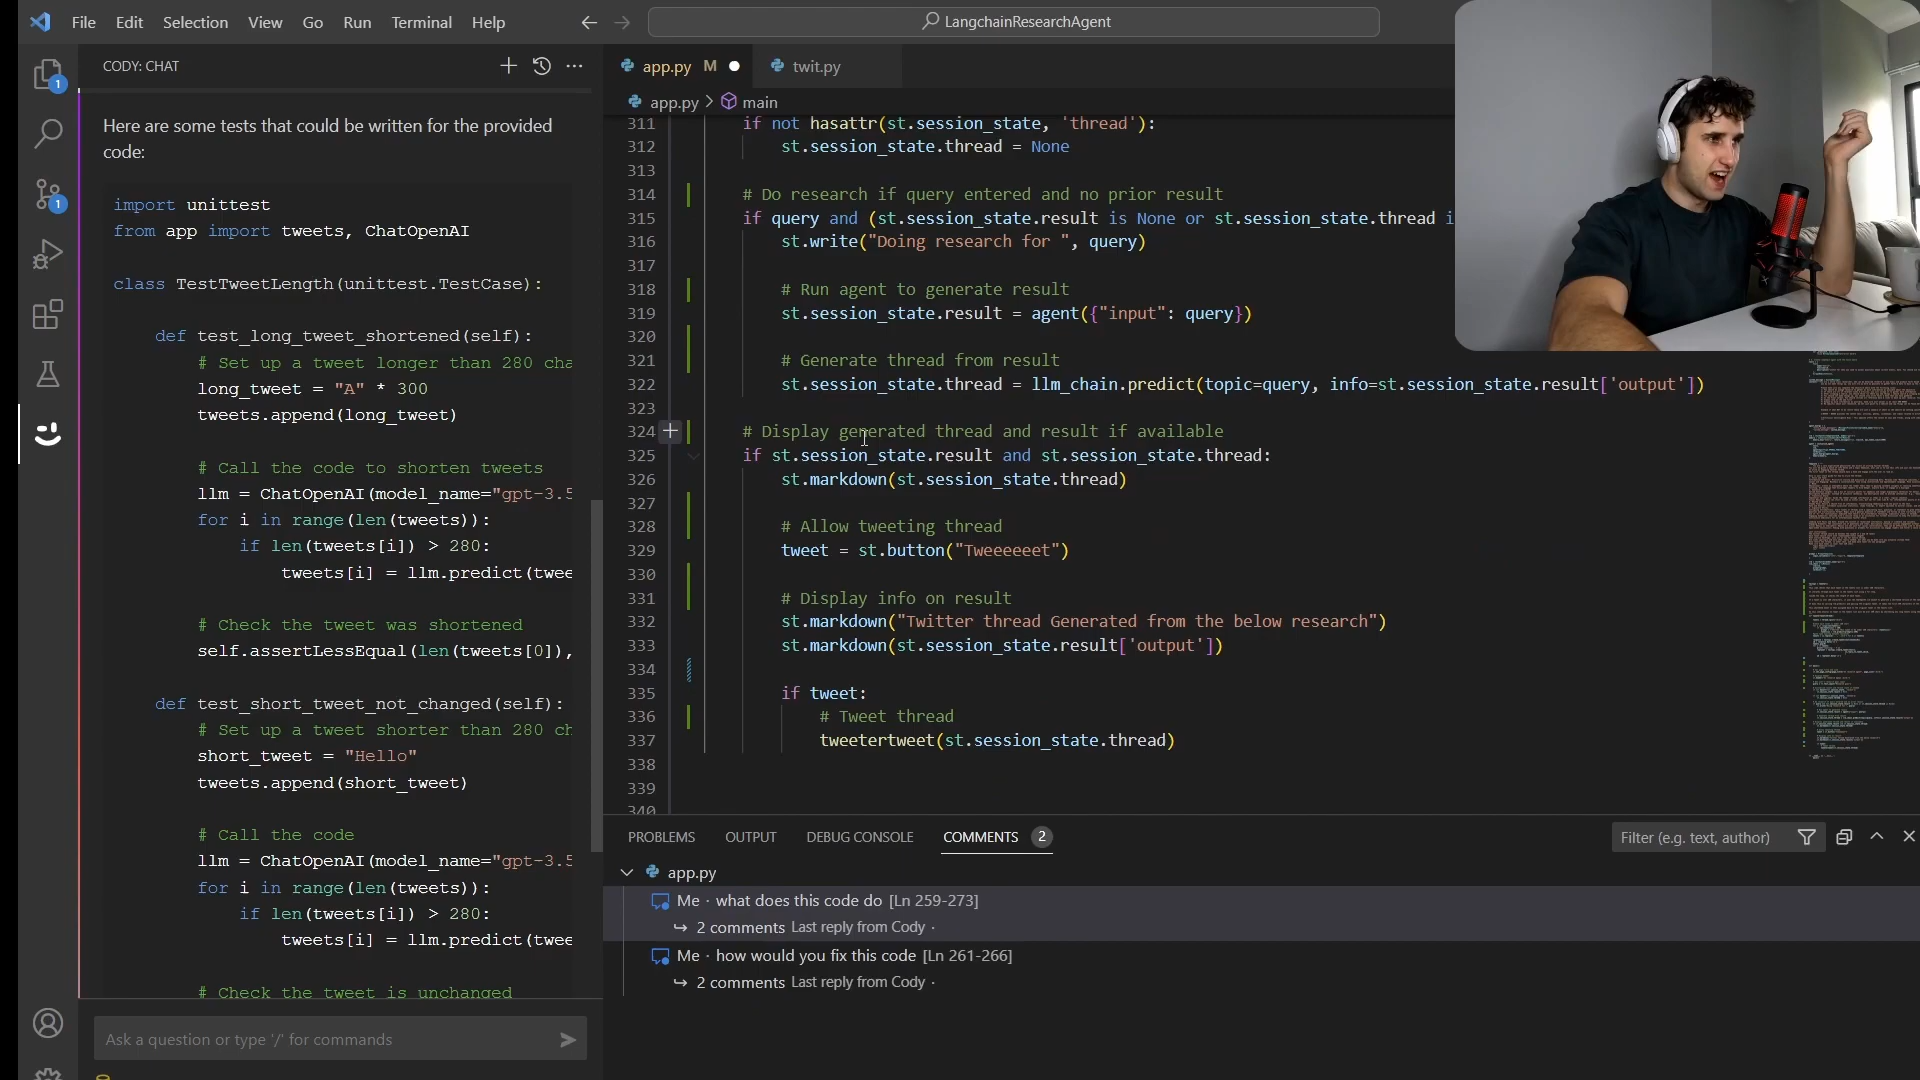 File Edit Selection View Go Run Terminal Help
LangchainResearchAgent
CODY: CHAT
1
1
Here are some tests that could be written for the provided
code:
import unittest
from app import tweets, ChatOpenAI
class TestTweetLength(unittest.TestCase):
def test_long_tweet_shortened(self):
# Set up a tweet longer than 280 cha
long_tweet = "A" * 300
tweets.append(long_tweet)
# Call the code to shorten tweets
llm = ChatOpenAI(model_name="gpt-3.5
for i in range(len(tweets)):
if len(tweets[i]) > 280:
tweets[i] = llm.predict(twee
# Check the tweet was shortened
self.assertLessEqual(len(tweets[0]),
def test_short_tweet_not_changed(self):
# Set up a tweet shorter than 280 ch
short_tweet = "Hello"
tweets.append(short_tweet)
# Call the code
llm = ChatOpenAI(model_name="gpt-3.5
for i in range(len(tweets)):
if len(tweets[i]) > 280:
tweets[i] = llm.predict(twee
# Check the tweet is unchanged
Ask a question or type '/' for commands
app.py M
twit.py
app.py > main
311 if not hasattr(st.session_state, 'thread'):
312 st.session_state.thread = None
313
314 # Do research if query entered and no prior result
315 if query and (st.session_state.result is None or st.session_state.thread i
316 st.write("Doing research for ", query)
317
318 # Run agent to generate result
319 st.session_state.result = agent({"input": query})
320
321 # Generate thread from result
322 st.session_state.thread = llm_chain.predict(topic=query, info=st.session_state.result['output'])
323
324 # Display generated thread and result if available
325 if st.session_state.result and st.session_state.thread:
326 st.markdown(st.session_state.thread)
327
328 # Allow tweeting thread
329 tweet = st.button("Tweeeeeet")
330
331 # Display info on result
332 st.markdown("Twitter thread Generated from the below research")
333 st.markdown(st.session_state.result['output'])
334
335 if tweet:
336 # Tweet thread
337 tweetertweet(st.session_state.thread)
338
339
340
PROBLEMS OUTPUT DEBUG CONSOLE COMMENTS 2
Filter (e.g. text, author)
app.py
Me · what does this code do [Ln 259-273]
2 comments Last reply from Cody ·
Me · how would you fix this code [Ln 261-266]
2 comments Last reply from Cody ·